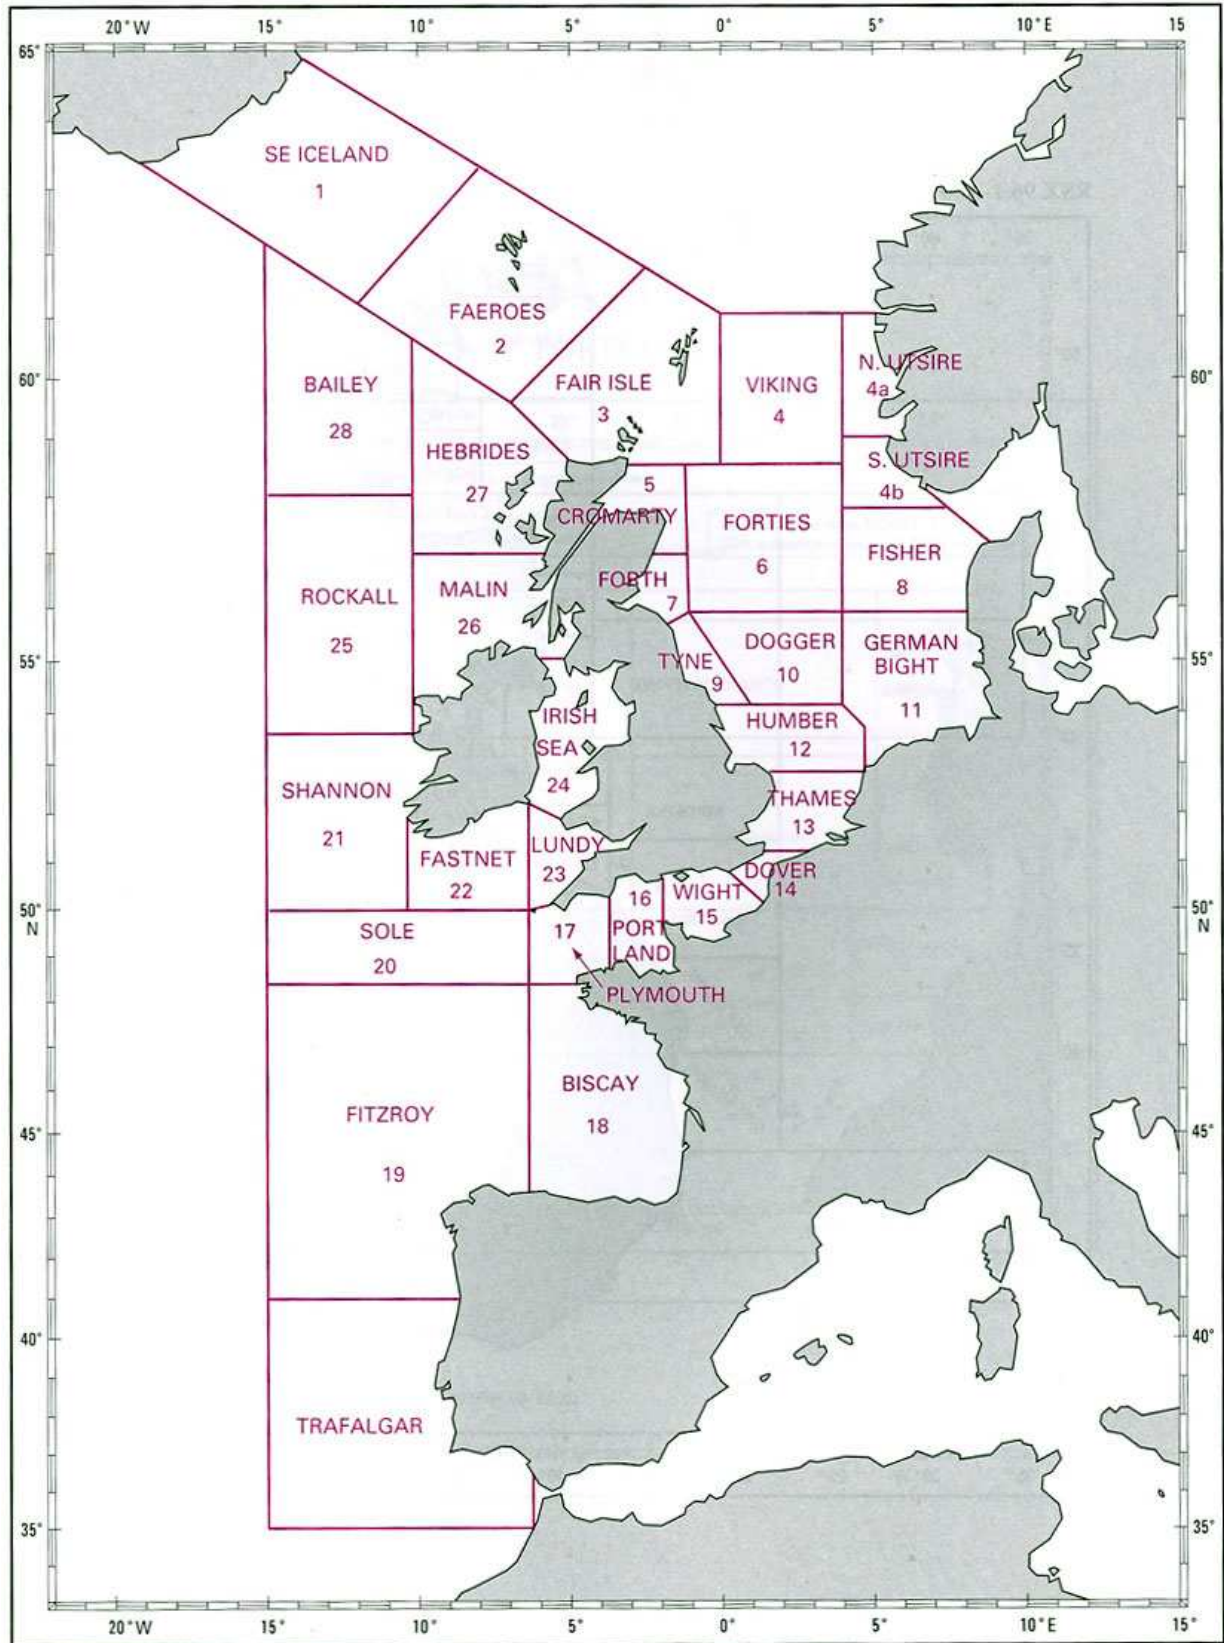 20°W 15° 10° 5° 0° 5° 10°E 15
65°
SE ICELAND
1
FAEROES
2
60°
BAILEY
28
FAIR ISLE
3
VIKING
4
N. UTSIRE
4a
60°
HEBRIDES
27
S. UTSIRE
4b
5
CROMARTY
FORTIES
6
FISHER
8
ROCKALL
25
MALIN
26
FORTH
7
55°
TYNE
9
DOGGER
10
GERMAN
BIGHT
11
55°
IRISH
SEA
24
HUMBER
12
SHANNON
21
THAMES
13
FASTNET
22
LUNDY
23
DOVER
14
50°
N
SOLE
20
17
16
PORT
LAND
WIGHT
15
50°
N
PLYMOUTH
FITZROY
19
BISCAY
18
45°
45°
40°
40°
TRAFALGAR
35°
35°
20°W 15° 10° 5° 0° 5° 10°E 15°